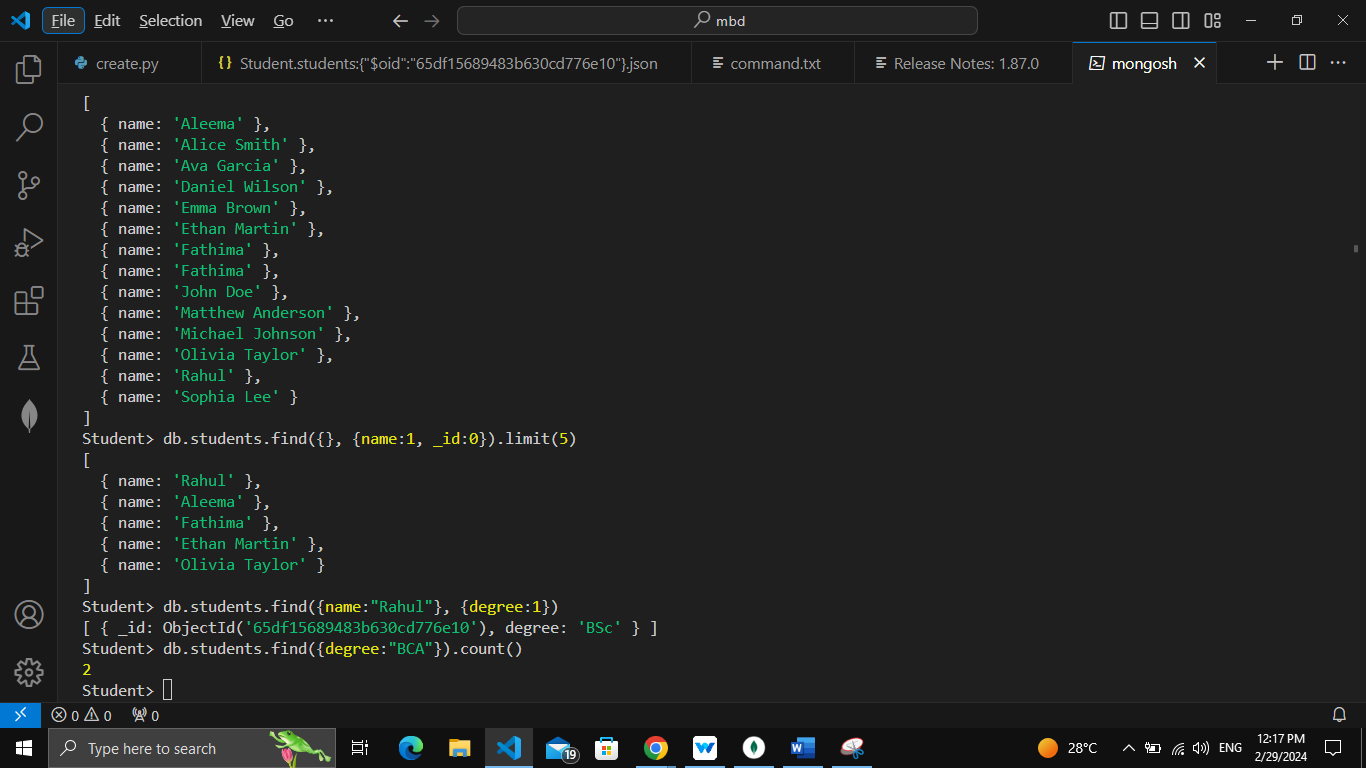 File Edit Selection View Go ··· mbd
create.py {} Student.students:{"$oid":"65df15689483b630cd776e10"}.json command.txt Release Notes: 1.87.0 mongosh
[
{ name: 'Aleema' },
{ name: 'Alice Smith' },
{ name: 'Ava Garcia' },
{ name: 'Daniel Wilson' },
{ name: 'Emma Brown' },
{ name: 'Ethan Martin' },
{ name: 'Fathima' },
{ name: 'Fathima' },
{ name: 'John Doe' },
{ name: 'Matthew Anderson' },
{ name: 'Michael Johnson' },
{ name: 'Olivia Taylor' },
{ name: 'Rahul' },
{ name: 'Sophia Lee' }
]
Student> db.students.find({}, {name:1, _id:0}).limit(5)
[
{ name: 'Rahul' },
{ name: 'Aleema' },
{ name: 'Fathima' },
{ name: 'Ethan Martin' },
{ name: 'Olivia Taylor' }
]
Student> db.students.find({name:"Rahul"}, {degree:1})
[ { _id: ObjectId('65df15689483b630cd776e10'), degree: 'BSc' } ]
Student> db.students.find({degree:"BCA"}).count()
2
Student>
0 0 0
Type here to search 19 W W 28°C ENG 12:17 PM
2/29/2024